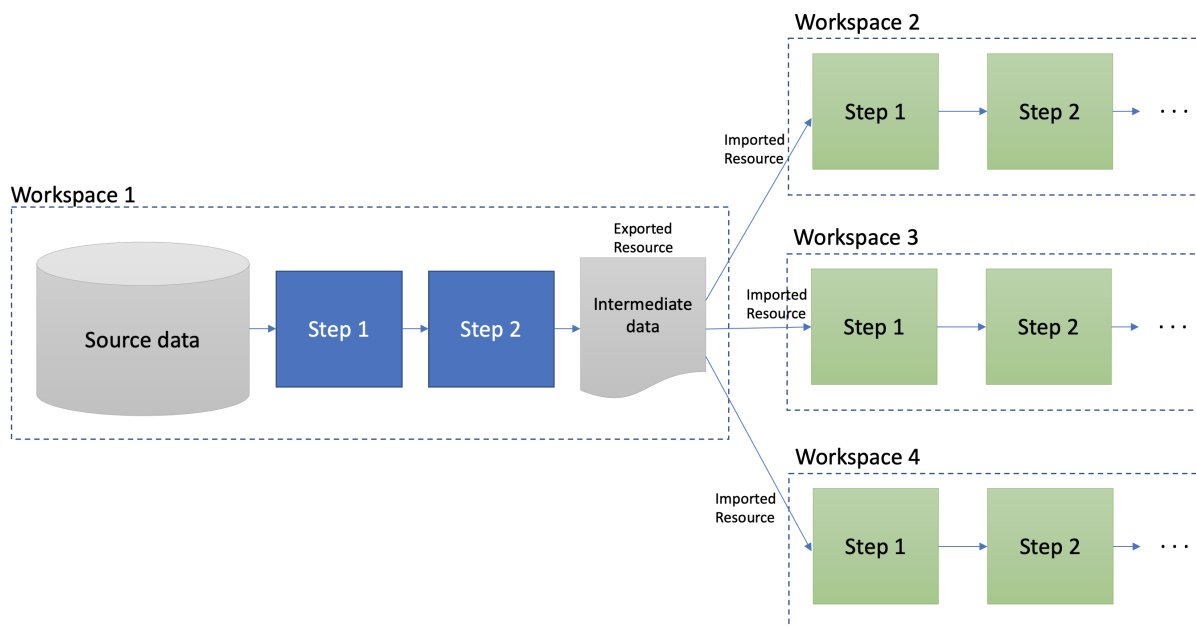 Workspace 1
Source data
Step 1
Step 2
Exported
Resource
Intermediate
data
Imported
Resource
Workspace 2
Step 1
Step 2
. . .
Imported
Resource
Workspace 3
Step 1
Step 2
. . .
Imported
Resource
Workspace 4
Step 1
Step 2
. . .